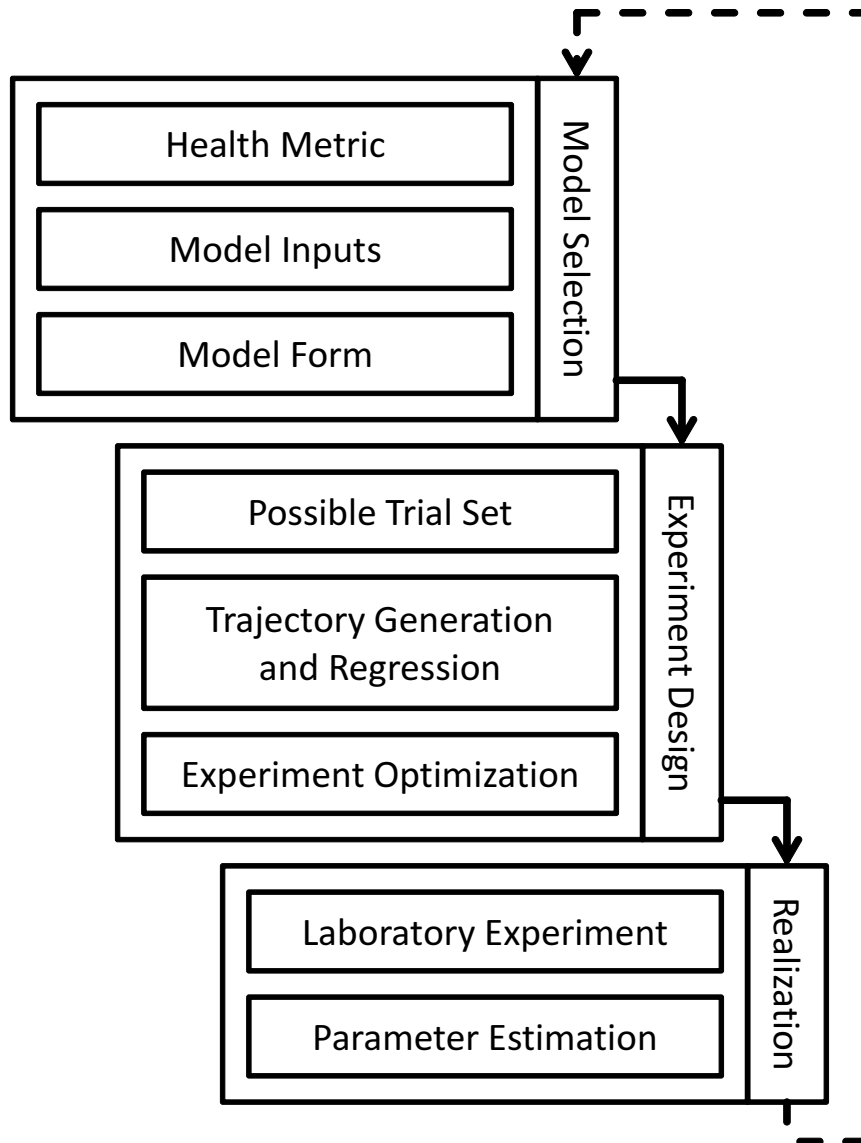 Health Metric
Model Inputs
Model Form
Model Selection
Possible Trial Set
Trajectory Generation
and Regression
Experiment Optimization
Experiment Design
Laboratory Experiment
Parameter Estimation
Realization